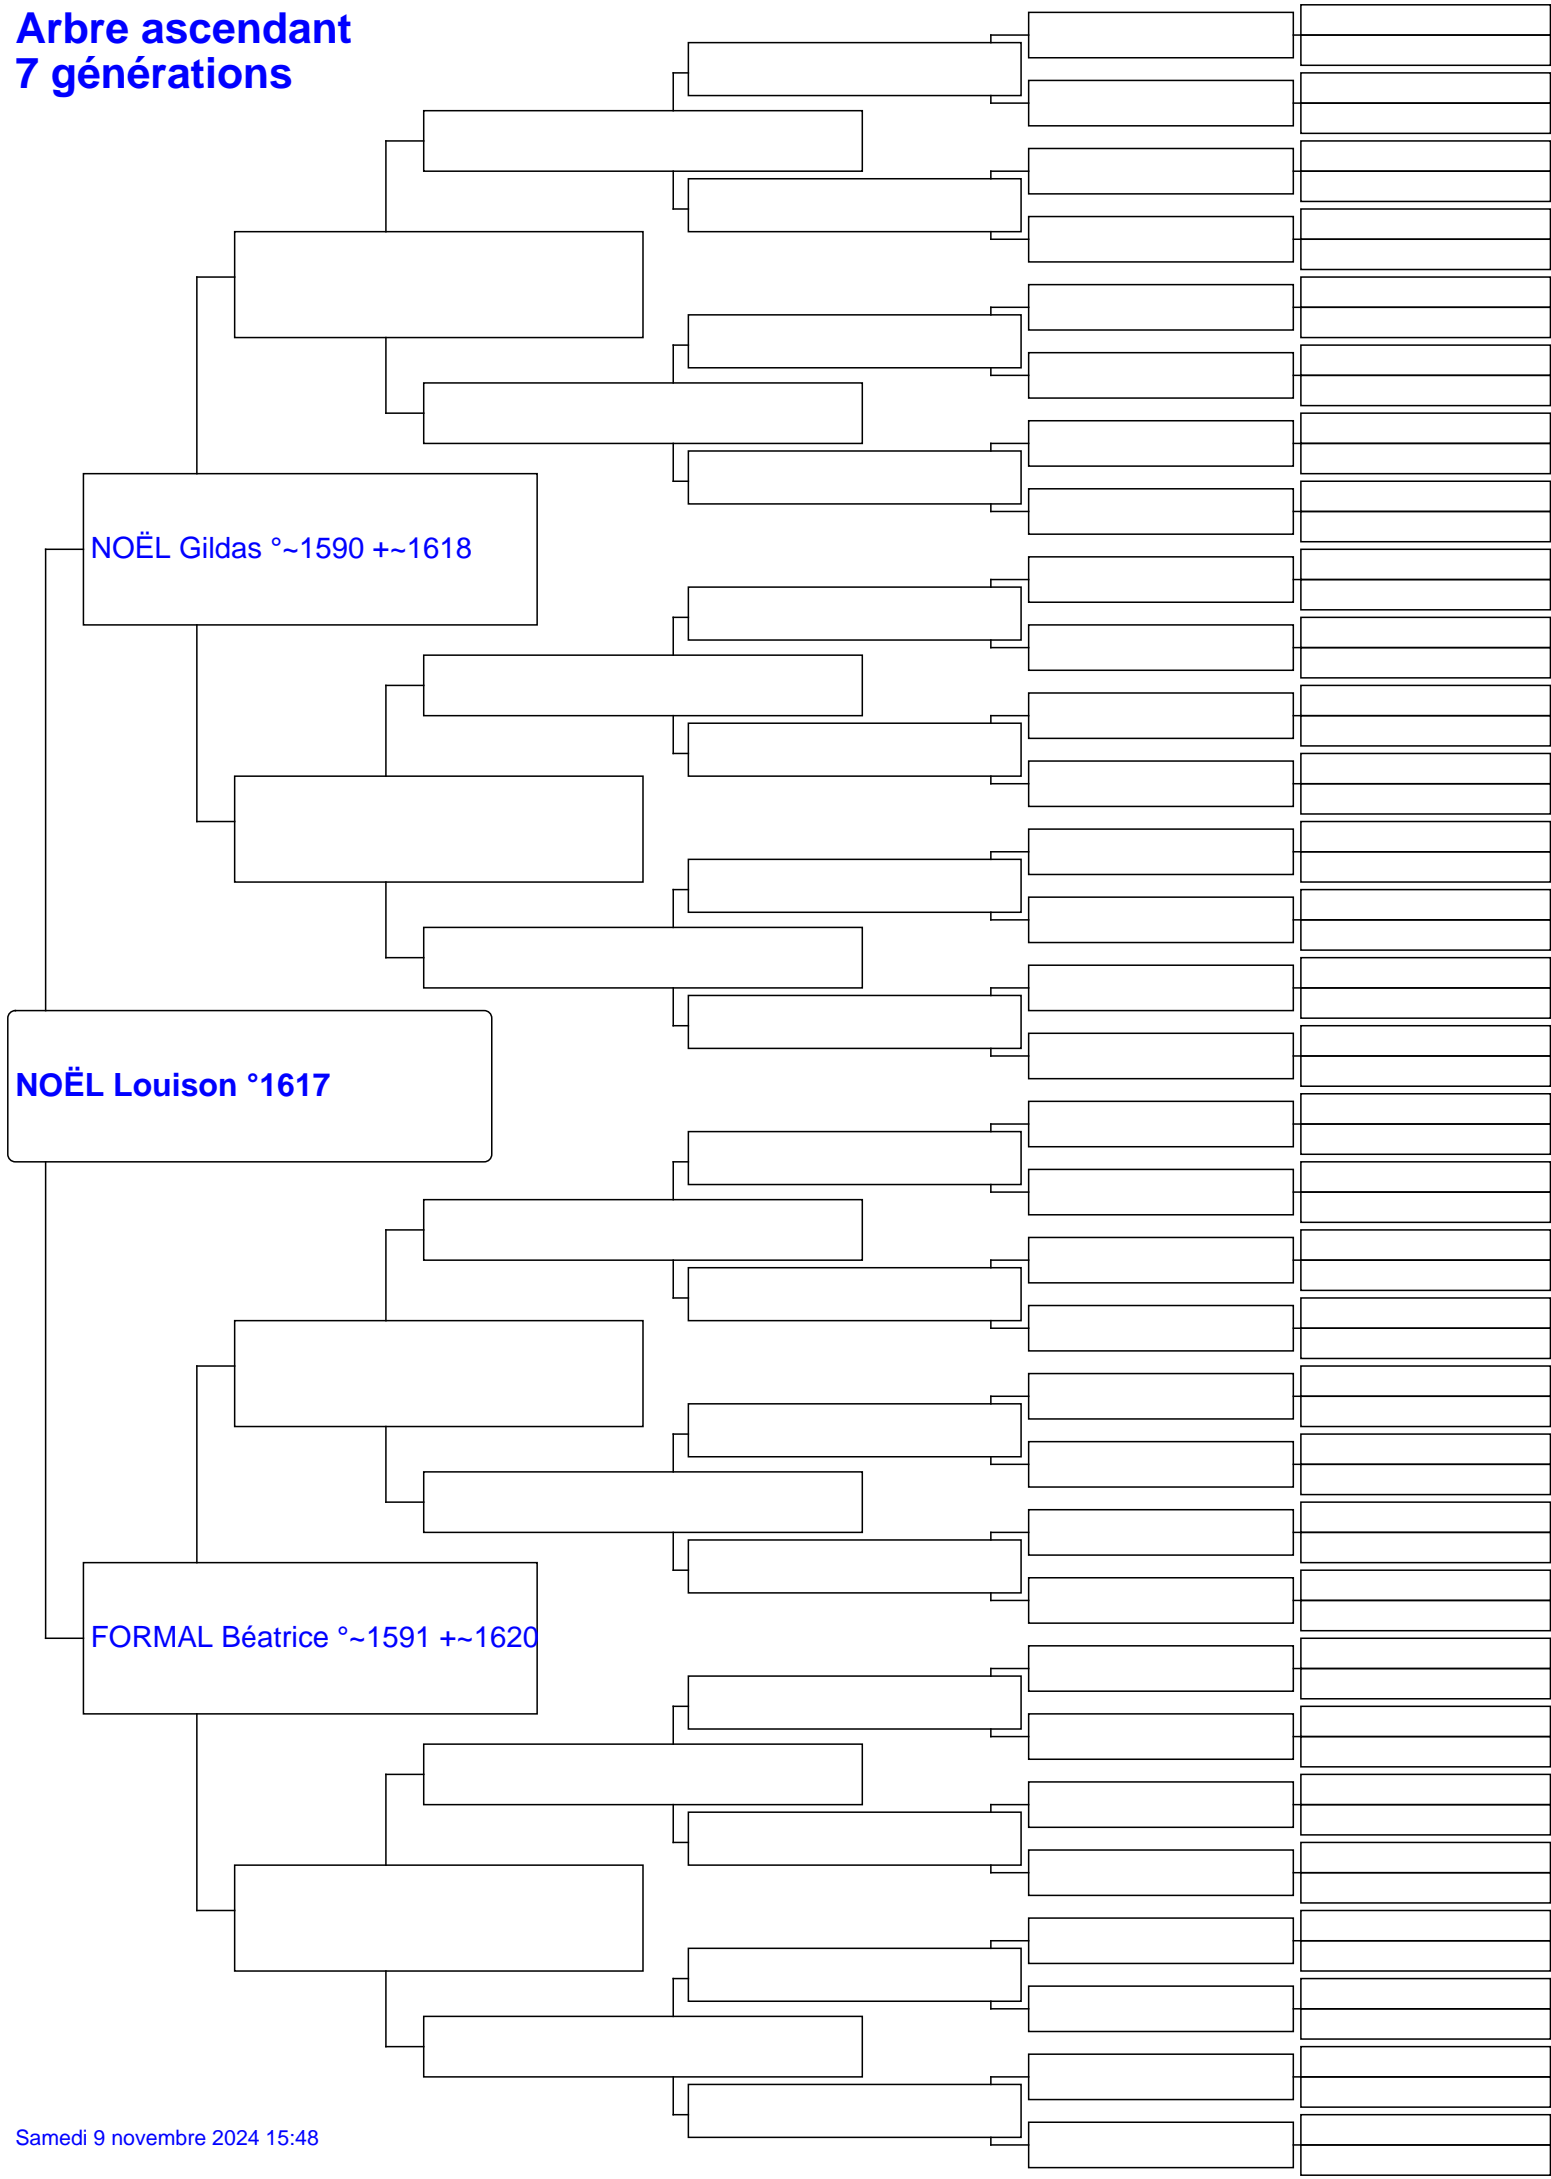 Arbre ascendant
7 générations
NOËL Gildas °~1590 +~1618
NOËL Louison °1617
FORMAL Béatrice °~1591 +~1620
Samedi 9 novembre 2024 15:48